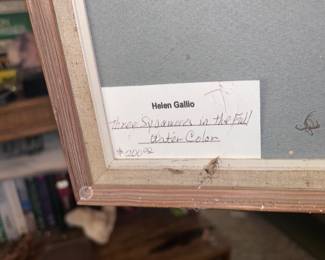 Helen Gallio
Three Sycamores in the Fall
Water Color
$200.00